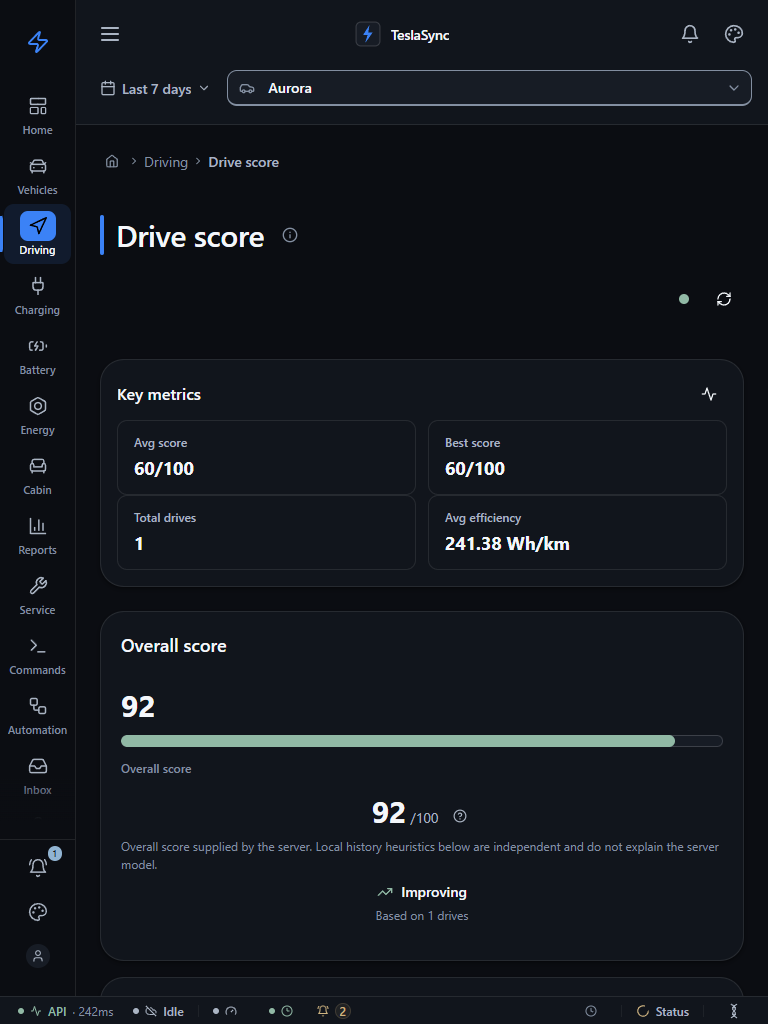 TeslaSync
Last 7 days
Aurora
Home
Vehicles
Driving
Charging
Battery
Energy
Cabin
Reports
Service
Commands
Automation
Inbox
1
Driving
Drive score
Drive score
Key metrics
Avg score
60/100
Best score
60/100
Total drives
1
Avg efficiency
241.38 Wh/km
Overall score
92
Overall score
92 /100
Overall score supplied by the server. Local history heuristics below are independent and do not explain the server
model.
Improving
Based on 1 drives
API · 242ms
Idle
2
Status